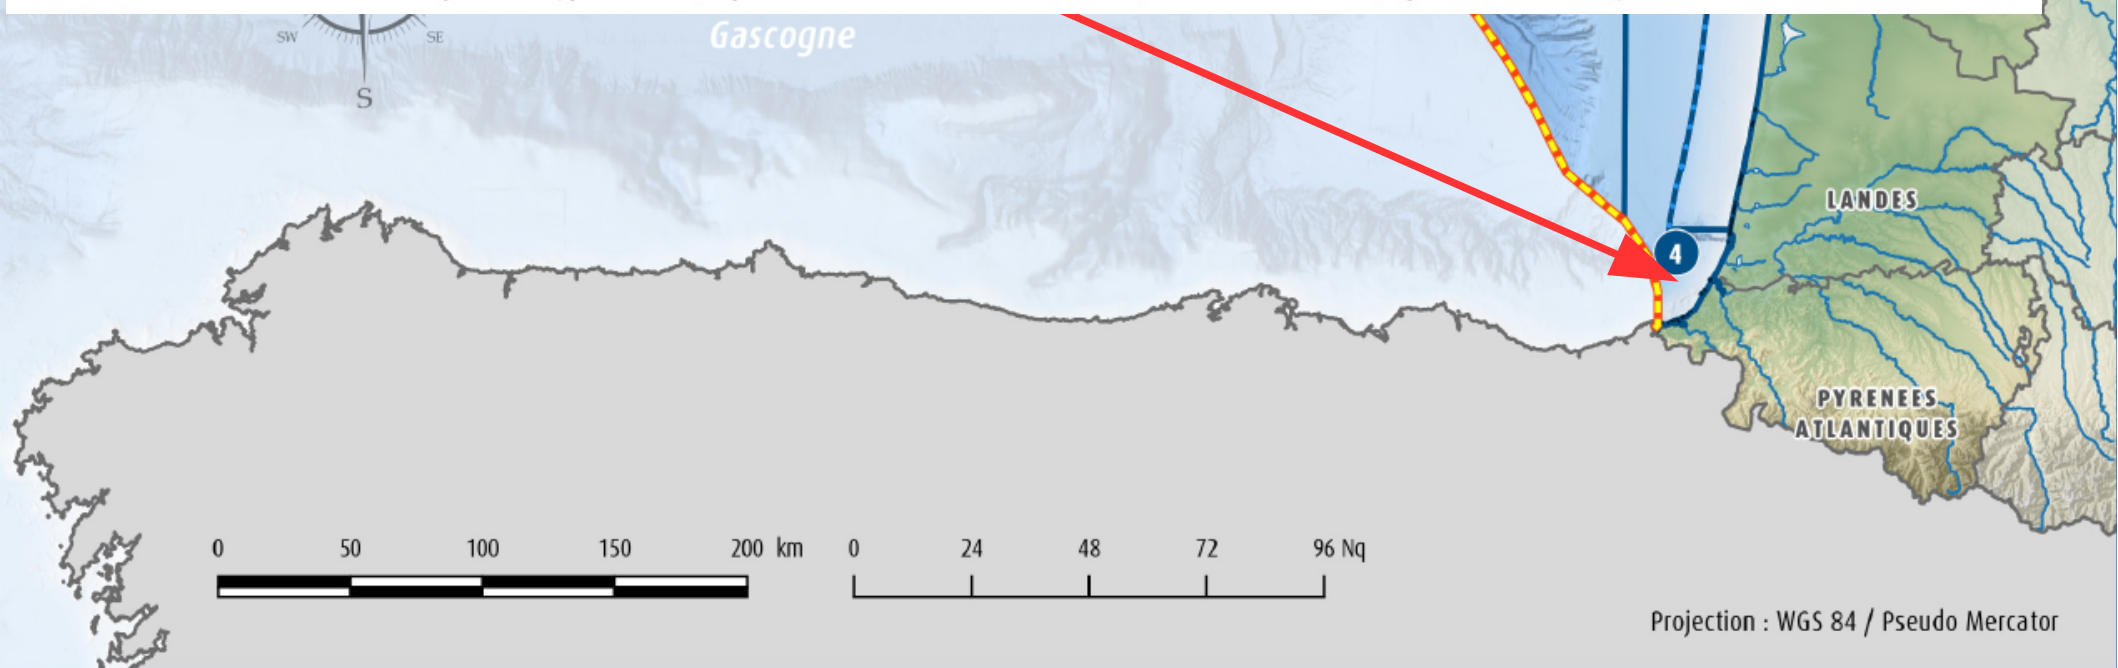 SW
SE
S
Gascogne
4
LANDES
PYRENEES
ATLANTIQUES
0 50 100 150 200 km
0 24 48 72 96 Nq
Projection : WGS 84 / Pseudo Mercator